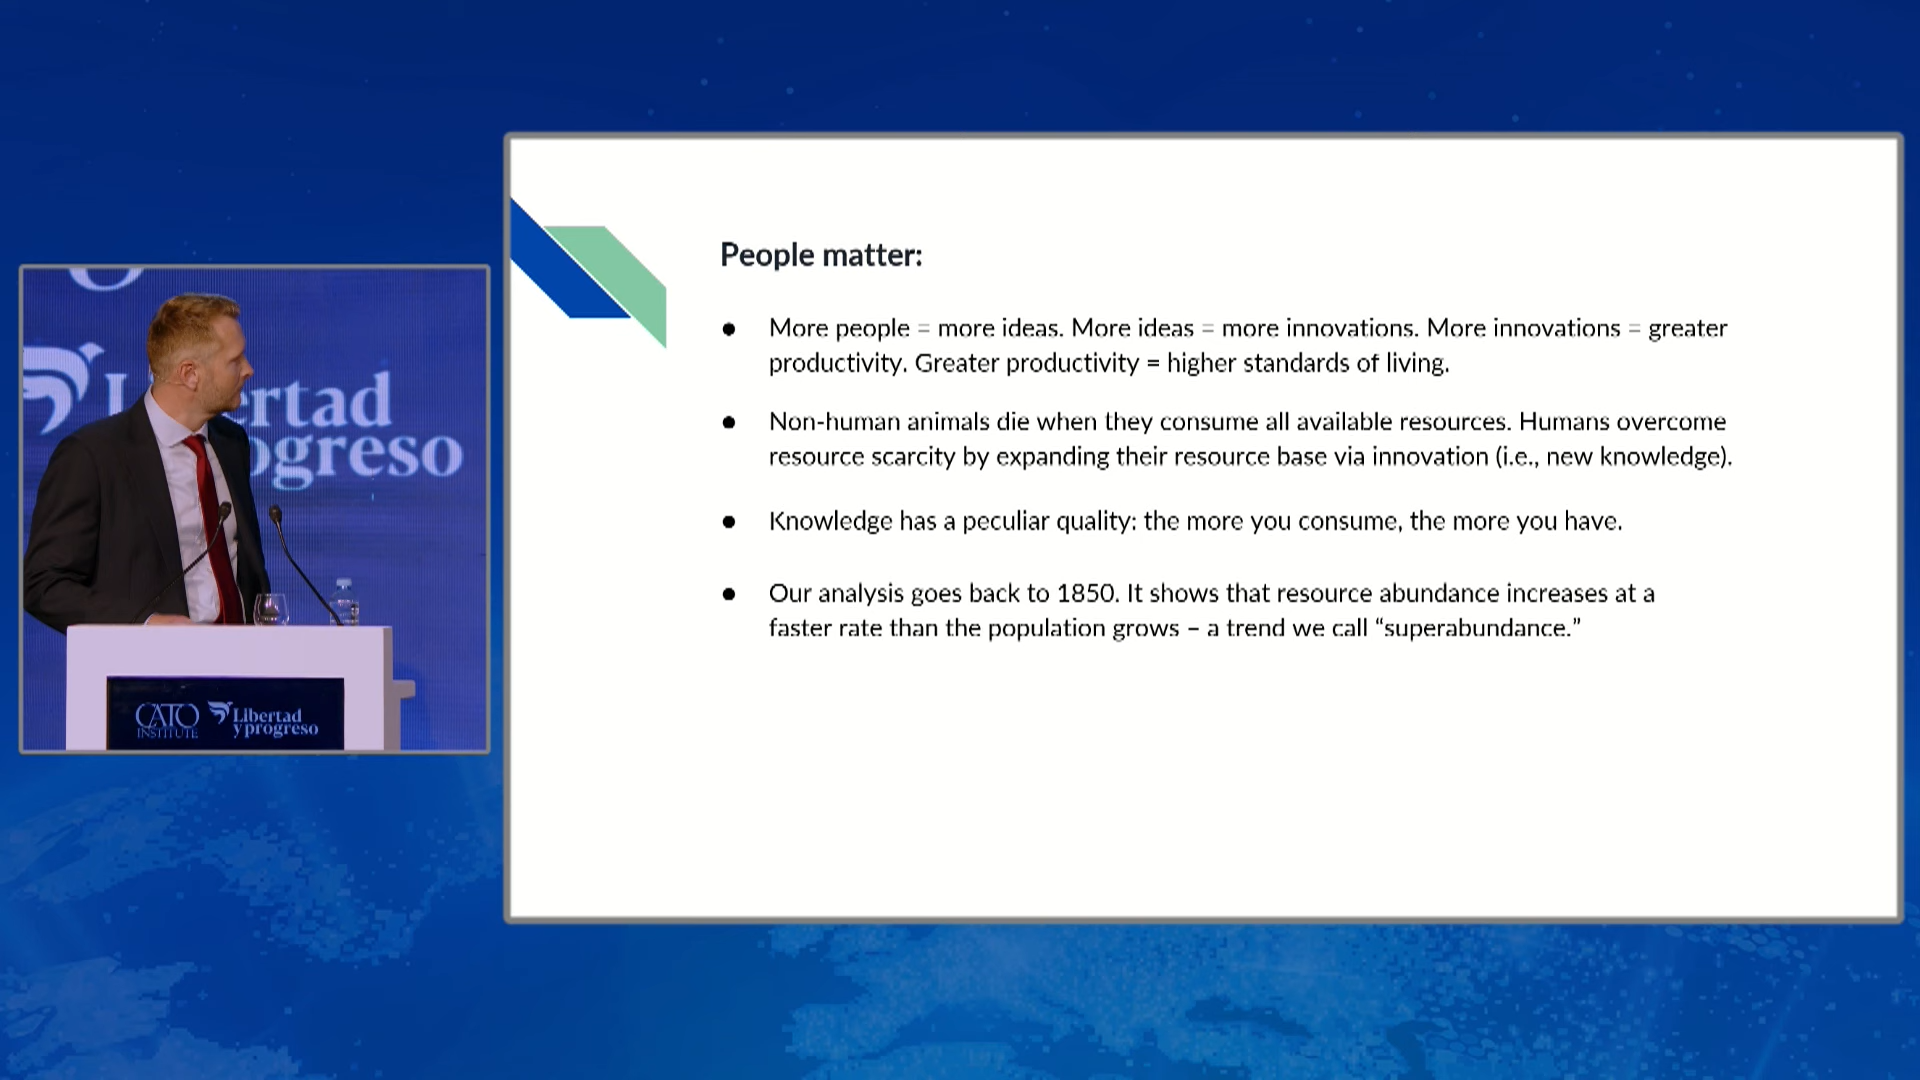 People matter:
More people = more ideas. More ideas = more innovations. More innovations = greater
productivity. Greater productivity = higher standards of living.
Non-human animals die when they consume all available resources. Humans overcome
resource scarcity by expanding their resource base via innovation (i.e., new knowledge).
Knowledge has a peculiar quality: the more you consume, the more you have.
Our analysis goes back to 1850. It shows that resource abundance increases at a
faster rate than the population grows – a trend we call “superabundance.”
CATO
INSTITUTE
Libertad
y progreso